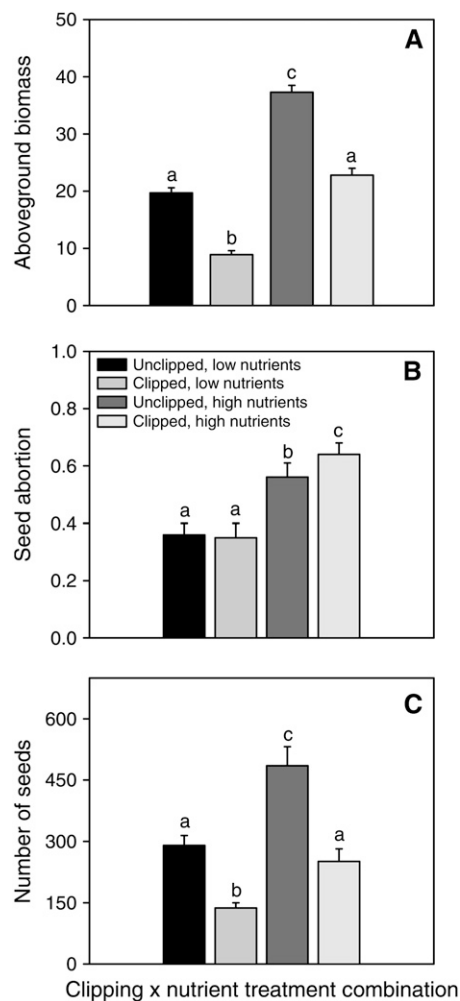 A
50
40
30
20
10
0
Aboveground biomass
a
b
c
a
B
1.0
0.8
0.6
0.4
0.2
0.0
Seed abortion
Unclipped, low nutrients
Clipped, low nutrients
Unclipped, high nutrients
Clipped, high nutrients
a
a
b
c
C
600
450
300
150
0
Number of seeds
a
b
c
a
Clipping x nutrient treatment combination